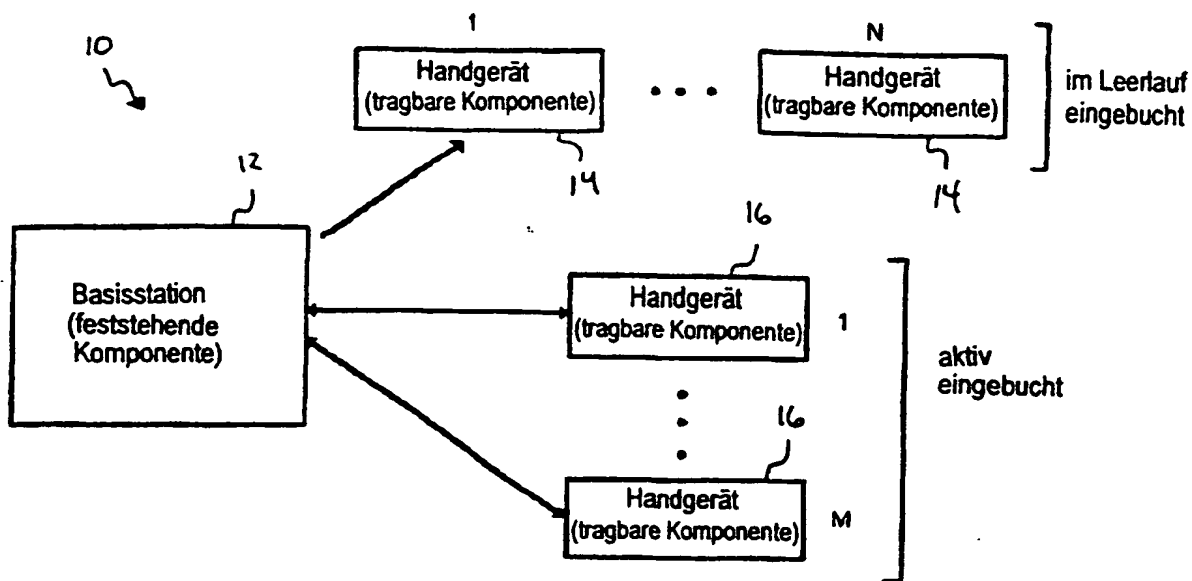 10
1
N
Handgerät
(tragbare Komponente)
Handgerät
(tragbare Komponente)
im Leerlauf
eingebucht
14
14
12
Basisstation
(feststehende
Komponente)
16
Handgerät
(tragbare Komponente)
1
aktiv
eingebucht
16
Handgerät
(tragbare Komponente)
M